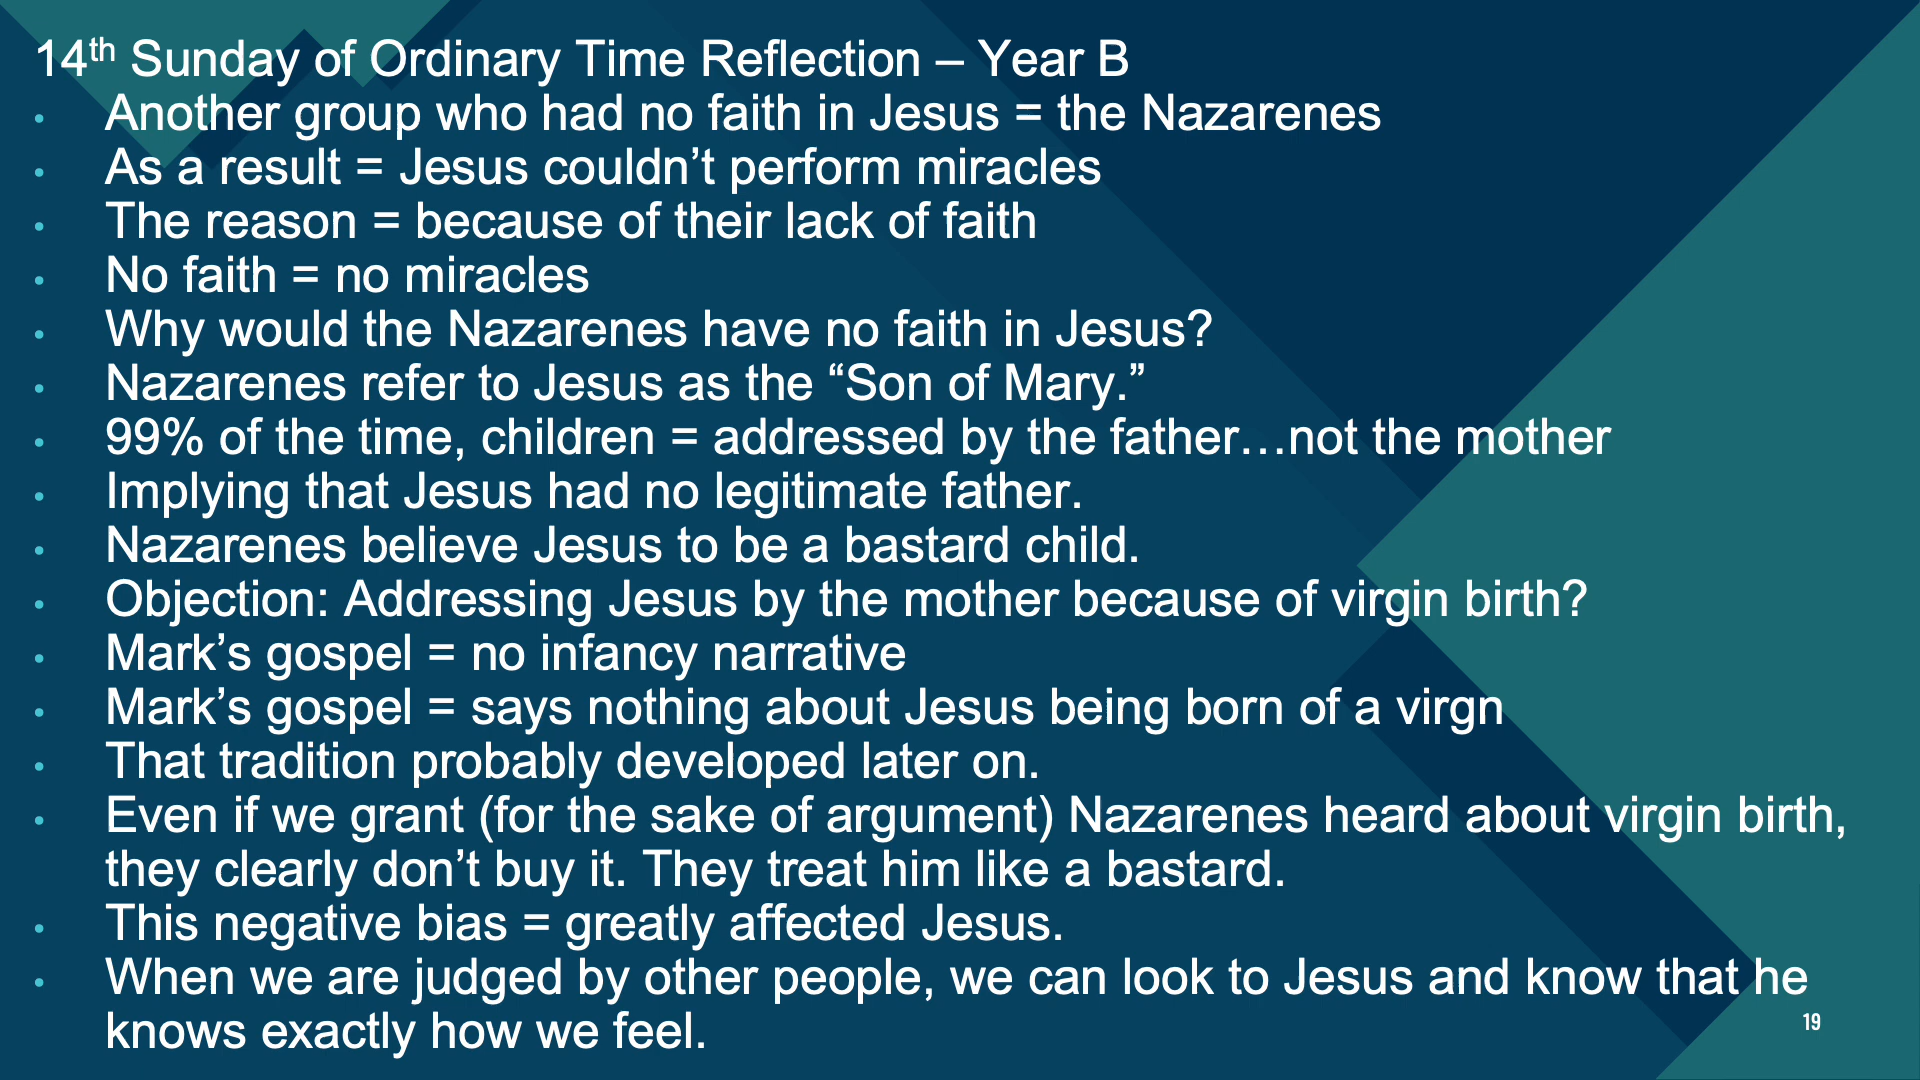 14th Sunday of Ordinary Time Reflection – Year B
• Another group who had no faith in Jesus = the Nazarenes
• As a result = Jesus couldn’t perform miracles
• The reason = because of their lack of faith
• No faith = no miracles
• Why would the Nazarenes have no faith in Jesus?
• Nazarenes refer to Jesus as the “Son of Mary.”
• 99% of the time, children = addressed by the father…not the mother
• Implying that Jesus had no legitimate father.
• Nazarenes believe Jesus to be a bastard child.
• Objection: Addressing Jesus by the mother because of virgin birth?
• Mark’s gospel = no infancy narrative
• Mark’s gospel = says nothing about Jesus being born of a virgn
• That tradition probably developed later on.
• Even if we grant (for the sake of argument) Nazarenes heard about virgin birth,
they clearly don’t buy it. They treat him like a bastard.
• This negative bias = greatly affected Jesus.
• When we are judged by other people, we can look to Jesus and know that he
knows exactly how we feel.
19